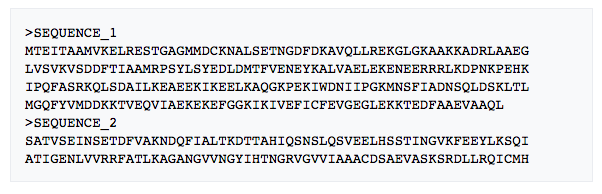 >SEQUENCE_1
MTEITAAMVKELRESTGAGMMDCKNALSETNGDFDKAVQLLREKGLGKAAKKADRLAAEG
LVSVKVSDDFTIAAMRPSYLSYEDLDMTFVENEYKALVAELEKENEERRRLKDPNKPEHK
IPQFASRKQLSDAILKEAEEKIKEELKAQGKPEKIWDNIIPGKMNSFIADNSQLDSKLTL
MGQFYVMDDKKTVEQVIAEKEKEFGGKIKIVEFICFEVGEGLEKKTEDFAAEVAAQL
>SEQUENCE_2
SATVSEINSETDFVAKNDQFIALTKDTTAHIQSNSLQSVEELHSSTINGVKFEEYLKSQI
ATIGENLVVRRFATLKAGANGVVNGYIHTNGRVGVVIAAACDSAEVASKSRDLLRQICMH